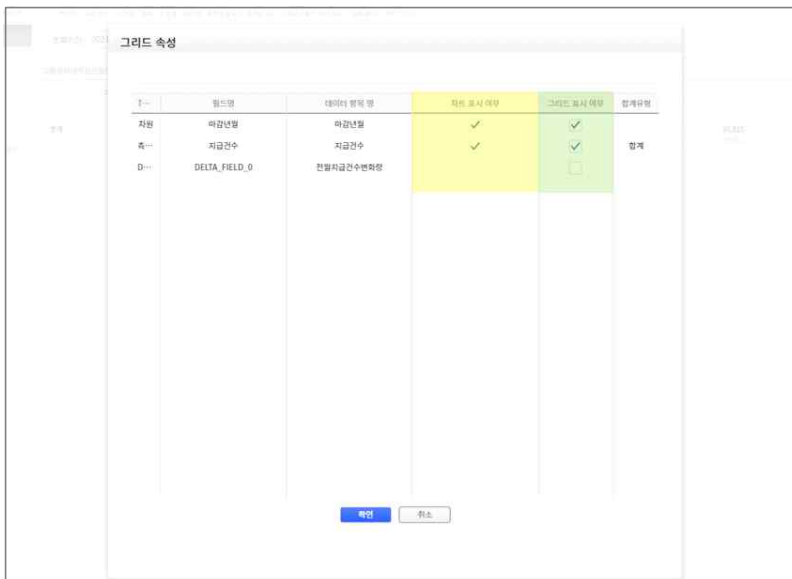 그리드 속성
T… 필드명 데이터 항목 명 차트 표시 여부 그리드 표시 여부 합계유형
차원 마감년월 마감년월
측… 지급건수 지급건수 합계
D… DELTA_FIELD_0 전월지급건수변화량
확인 취소